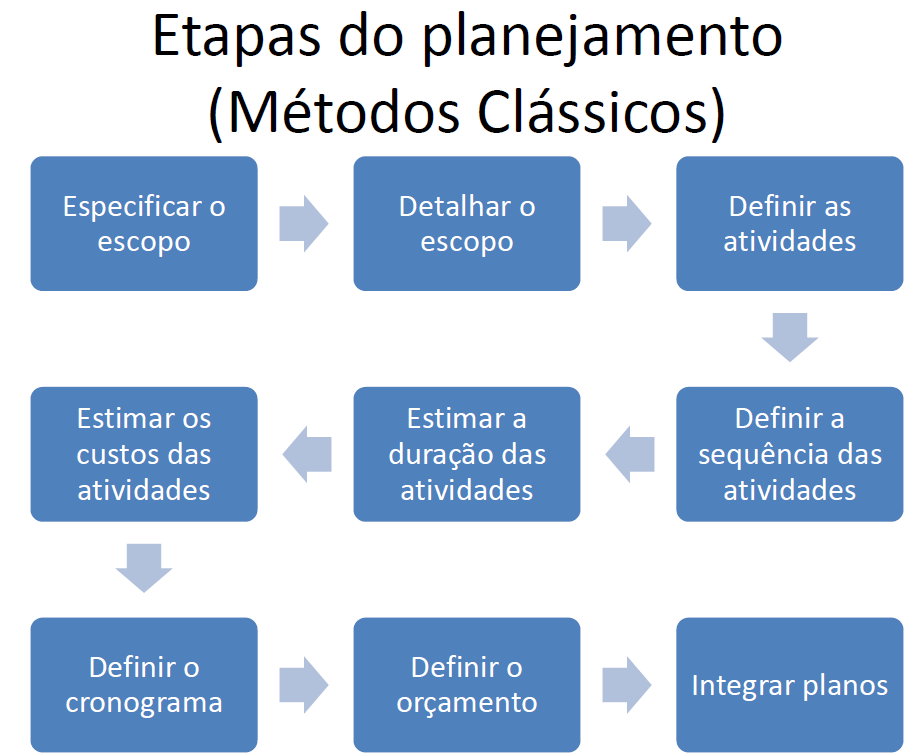 Etapas do planejamento
(Métodos Clássicos)
Especificar o
escopo
Detalhar o
escopo
Definir as
atividades
Definir a
sequência das
atividades
Estimar a
duração das
atividades
Estimar os
custos das
atividades
Definir o
cronograma
Definir o
orçamento
Integrar planos